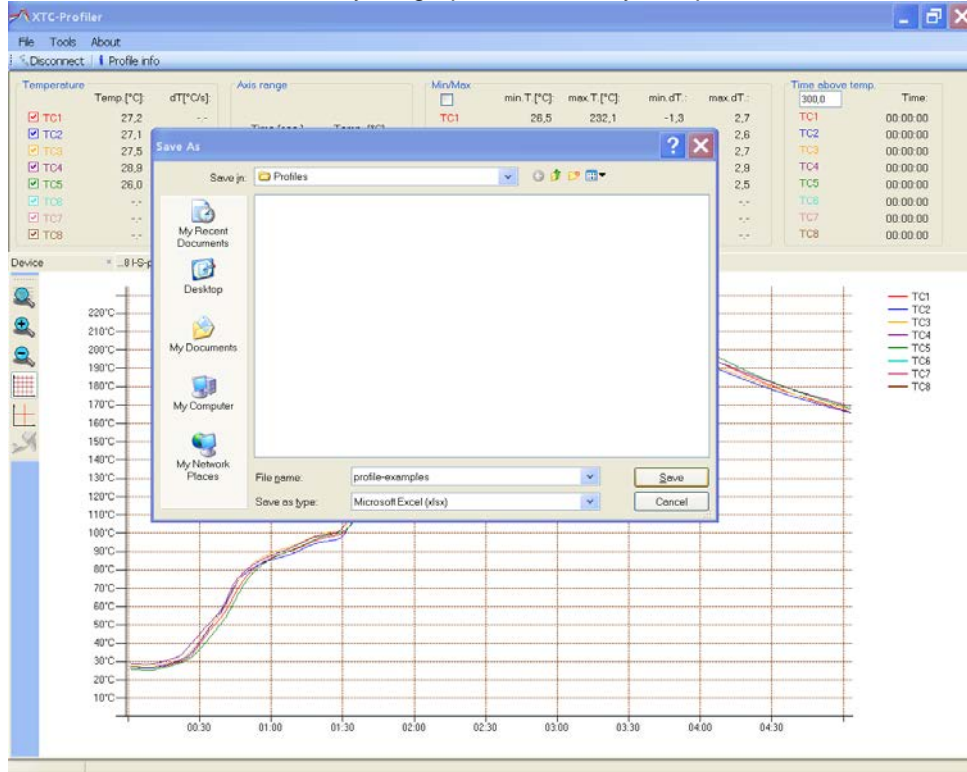 XTC-Profiler
File Tools About
Disconnect Profile info
Temperature Axis range Min/Max Time above temp.
Temp.[°C]: dT[°C/s]: min.T.[°C]: max.T.[°C]: min.dT.: max.dT.: 300,0 Time:
TC1 27,2 -.- TC1 26,5 232,1 -1,3 2,7 TC1 00:00:00
TC2 27,1 2,6 TC2 00:00:00
TC3 27,5 2,7 TC3 00:00:00
TC4 28,9 2,9 TC4 00:00:00
TC5 26,0 2,5 TC5 00:00:00
TC6 -.- -.- TC6 00:00:00
TC7 -.- -.- TC7 00:00:00
TC8 -.- -.- TC8 00:00:00
Save As
Save in: Profiles
My Recent
Documents
Desktop
My Documents
My Computer
My Network
Places
File name: profile-examples Save
Save as type: Microsoft Excel (xlsx) Cancel
Device
220°C
210°C
200°C
190°C
180°C
170°C
160°C
150°C
140°C
130°C
120°C
110°C
100°C
90°C
80°C
70°C
60°C
50°C
40°C
30°C
20°C
10°C
00:30 01:00 01:30 02:00 02:30 03:00 03:30 04:00 04:30
TC1
TC2
TC3
TC4
TC5
TC6
TC7
TC8